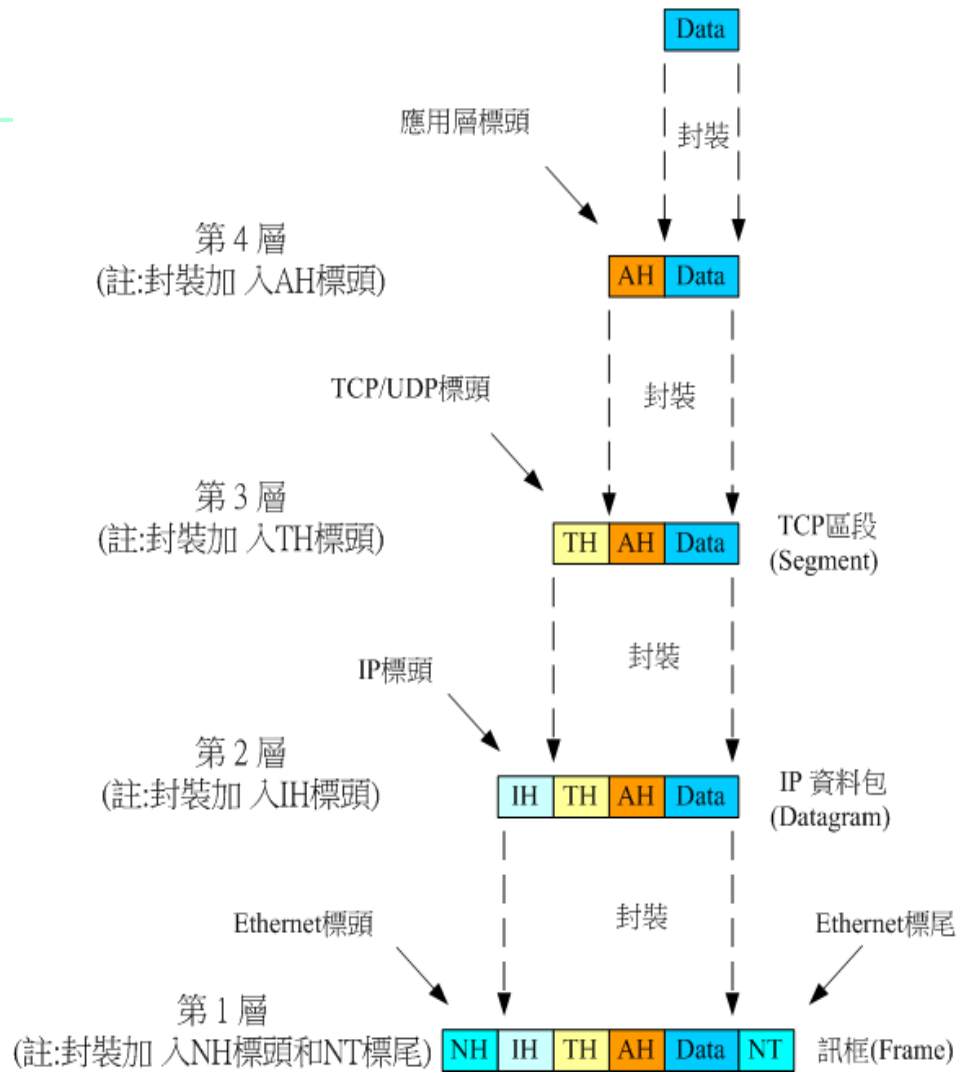 Data
封裝
應用層標頭
第 4 層
(註:封裝加 入AH標頭)
AH Data
封裝
TCP/UDP標頭
第 3 層
(註:封裝加 入TH標頭)
TH AH Data
TCP區段
(Segment)
封裝
IP標頭
第 2 層
(註:封裝加 入IH標頭)
IH TH AH Data
IP 資料包
(Datagram)
封裝
Ethernet標頭
Ethernet標尾
第 1 層
(註:封裝加 入NH標頭和NT標尾)
NH IH TH AH Data NT
訊框(Frame)